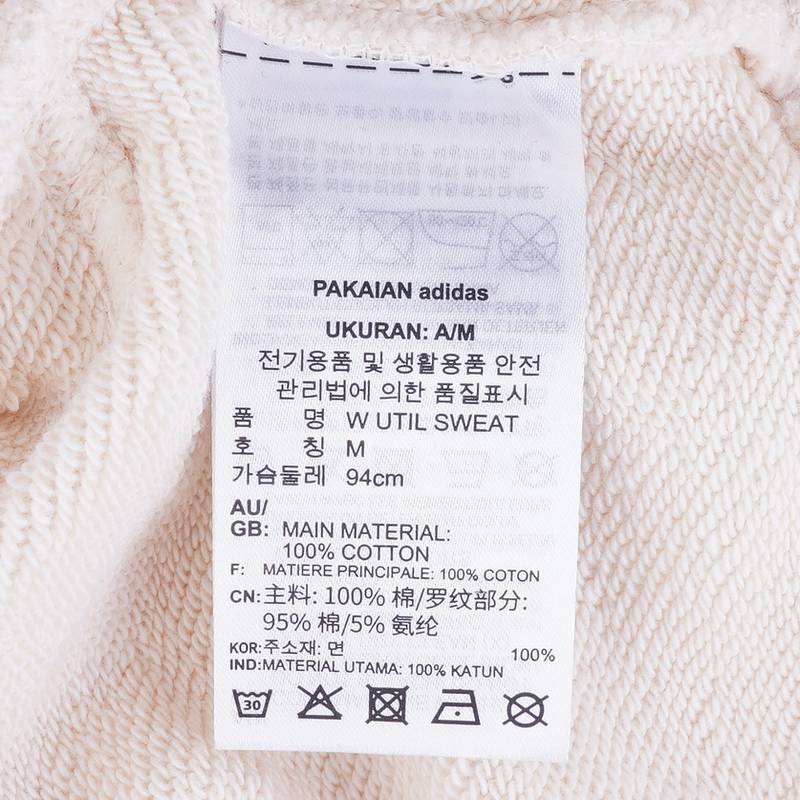 PAKAIAN adidas
UKURAN: A/M
전기용품 및 생활용품 안전
관리법에 의한 품질표시
품 명 W UTIL SWEAT
호 칭 M
가슴둘레 94cm
AU/
GB: MAIN MATERIAL:
100% COTTON
F: MATIERE PRINCIPALE: 100% COTON
CN:主料: 100% 棉/罗纹部分:
95% 棉/5% 氨纶
KOR:주소재: 면 100%
IND:MATERIAL UTAMA: 100% KATUN
30